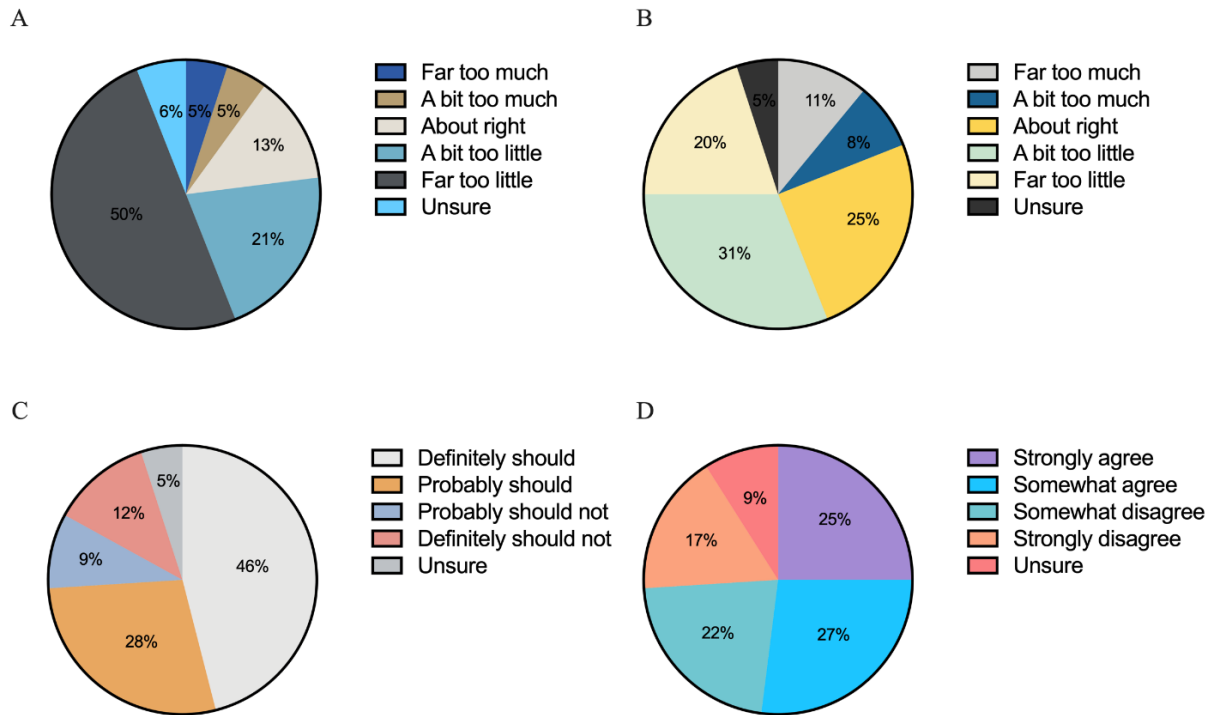 A
6%
5%
5%
13%
21%
50%
Far too much
A bit too much
About right
A bit too little
Far too little
Unsure
B
5%
11%
8%
25%
31%
20%
Far too much
A bit too much
About right
A bit too little
Far too little
Unsure
C
5%
12%
9%
46%
28%
Definitely should
Probably should
Probably should not
Definitely should not
Unsure
D
9%
25%
17%
22%
27%
Strongly agree
Somewhat agree
Somewhat disagree
Strongly disagree
Unsure